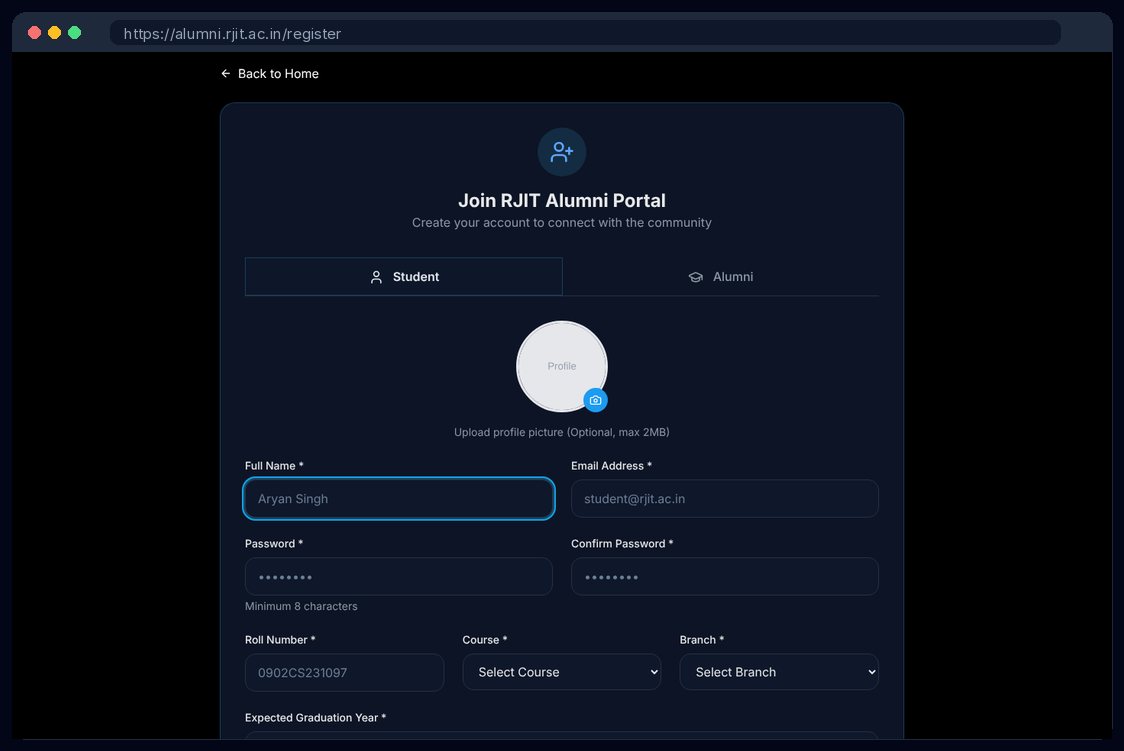 https://alumni.rjit.ac.in/register
← Back to Home
Join RJIT Alumni Portal
Create your account to connect with the community
Student
Alumni
Profile
Upload profile picture (Optional, max 2MB)
Full Name *
Email Address *
Aryan Singh
student@rjit.ac.in
Password *
Confirm Password *
••••••••
••••••••
Minimum 8 characters
Roll Number *
Course *
Branch *
0902CS231097
Select Course
Select Branch
Expected Graduation Year *